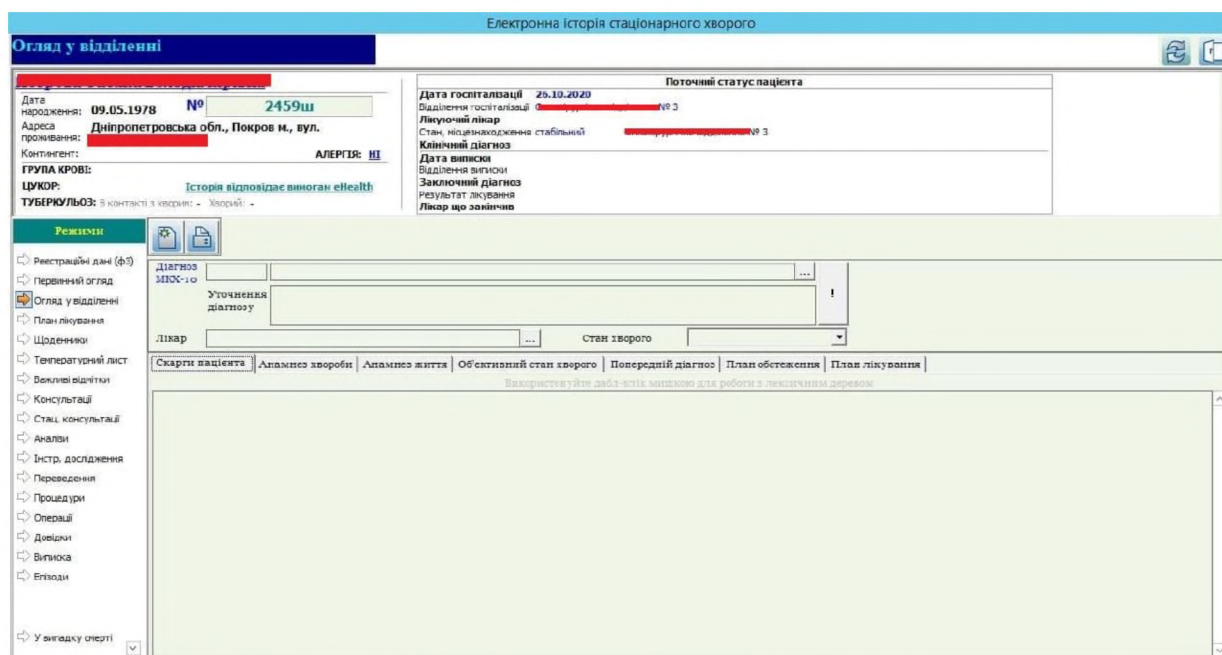 Електронна історія стаціонарного хворого
Огляд у відділенні
Дата народження: 09.05.1978 № 2459ш
Адреса проживання: Дніпропетровська обл., Покров м., вул.
Контингент: АЛЕРГІЯ: НІ
ГРУПА КРОВІ:
ЦУКОР: Історія відповідає вимогам eHealth
ТУБЕРКУЛЬОЗ: В контакті з хворим: - Хворий: -
Поточний статус пацієнта
Дата госпіталізації 26.10.2020
Відділення госпіталізації № 3
Лікуючий лікар
Стан, місцезнаходження стабільний № 3
Клінічний діагноз
Дата виписки
Відділення виписки
Заключний діагноз
Результат лікування
Лікар що закінчив
Режими
Реєстраційні дані (ф3)
Первинний огляд
Огляд у відділенні
План лікування
Щоденники
Температурний лист
Важливі відмітки
Консультації
Стац. консультації
Аналізи
Інстр. дослідження
Переведення
Процедури
Операції
Довідки
Виписка
Епізоди
У випадку смерті
Діагноз МКХ-10 ...
Уточнення діагнозу !
Лікар ... Стан хворого
Скарги пацієнта Анамнез хвороби Анамнез життя Об'єктивний стан хворого Попередній діагноз План обстеження План лікування
Використовуйте дабл-клік мишкою для роботи з лексичним деревом